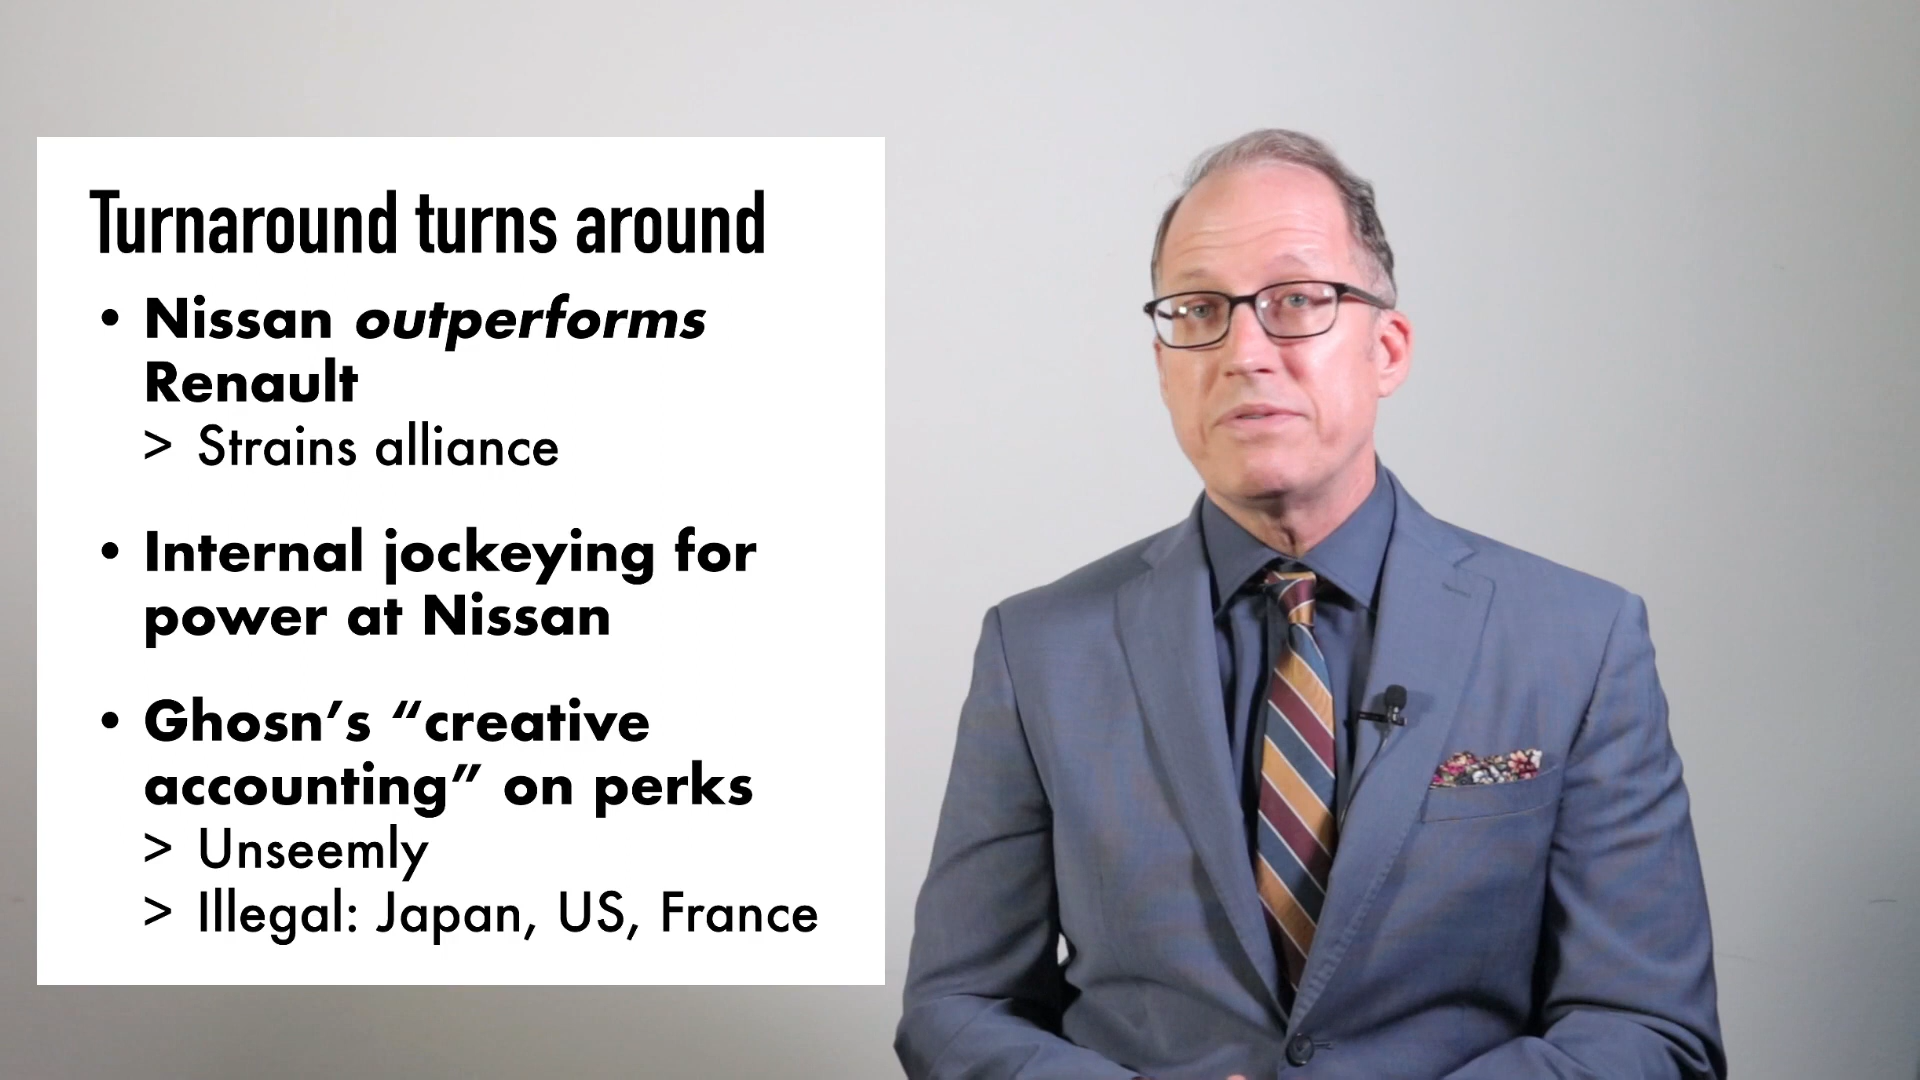 Turnaround turns around
• Nissan outperforms
Renault
> Strains alliance
• Internal jockeying for
power at Nissan
• Ghosn’s “creative
accounting” on perks
> Unseemly
> Illegal: Japan, US, France